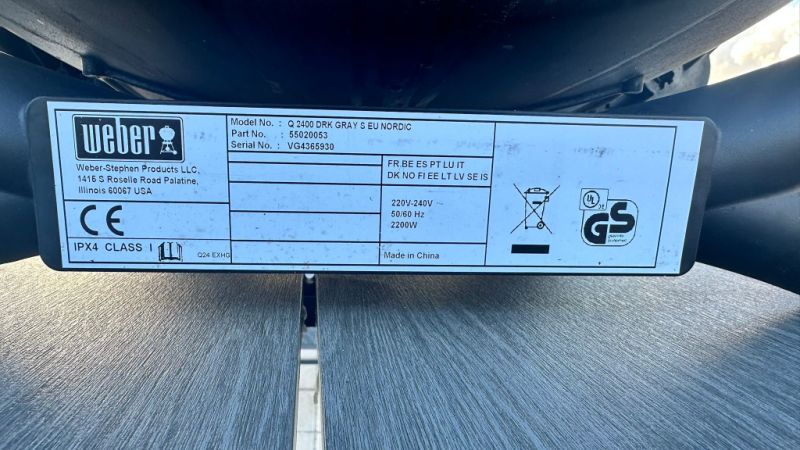 weber
Weber-Stephen Products LLC,
1415 S Roselle Road Palatine,
Illinois 60067 USA
CE
IPX4 CLASS I
Q24 EXHG
Model No. : Q 2400 DRK GRAY S EU NORDIC
Part No. : 55020053
Serial No. : VG4365930
FR.BE ES PT LU IT
DK NO FI EE LT LV SE IS
220V-240V
50/60 Hz
2200W
Made in China
UL
GS